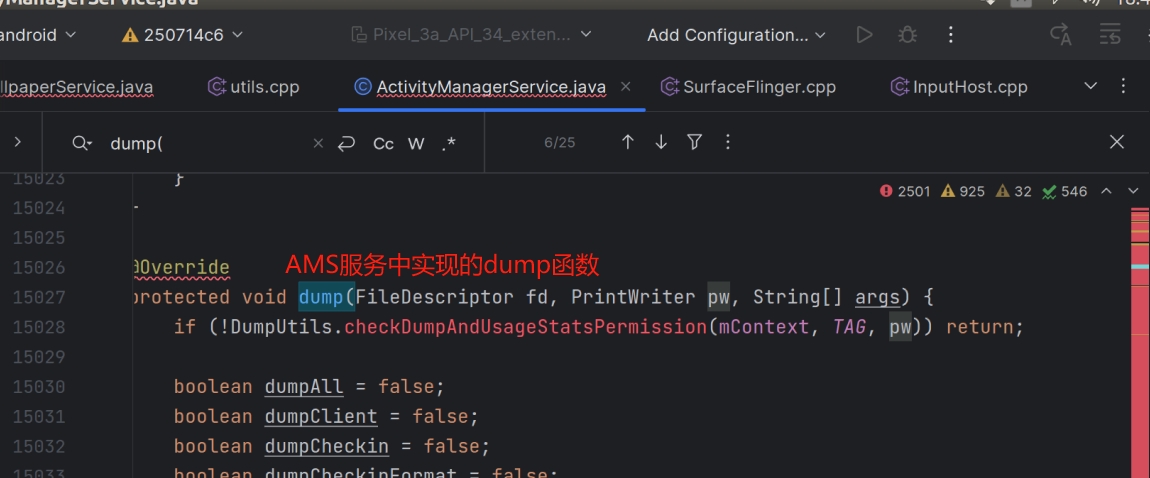 yManagerService.java
android 250714c6 Pixel_3a_API_34_exten... Add Configuration...
llpaperService.java utils.cpp ActivityManagerService.java SurfaceFlinger.cpp InputHost.cpp
dump( Cc W .* 6/25
15023 }
2501 925 32 546
15024
15025
15026 @Override AMS服务中实现的dump函数
15027 protected void dump(FileDescriptor fd, PrintWriter pw, String[] args) {
15028 if (!DumpUtils.checkDumpAndUsageStatsPermission(mContext, TAG, pw)) return;
15029
15030 boolean dumpAll = false;
15031 boolean dumpClient = false;
15032 boolean dumpCheckin = false;
15033 boolean dumpCheckinFormat = false;